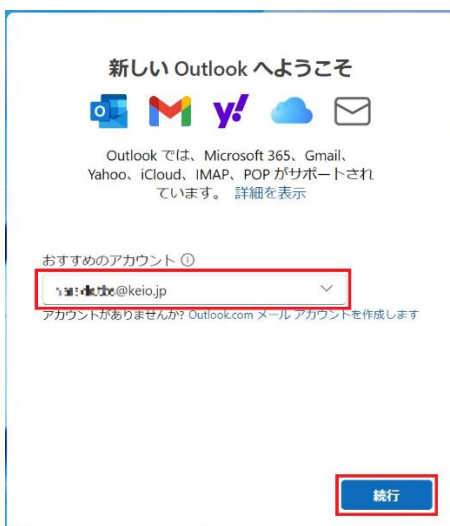 新しい Outlook へようこそ
Outlook では、Microsoft 365、Gmail、
Yahoo、iCloud、IMAP、POP がサポートされ
ています。 詳細を表示
おすすめのアカウント
@keio.jp
アカウントがありませんか? Outlook.com メール アカウントを作成します
続行